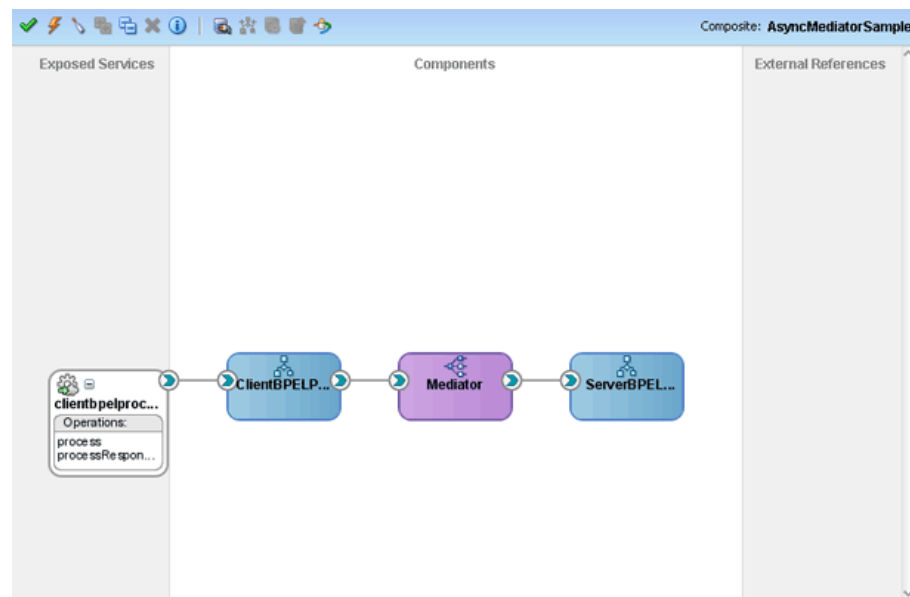 Composite: AsyncMediatorSample
Exposed Services
Components
External References
ClientBPELP...
Mediator
ServerBPEL...
clientbpelproc...
Operations:
process
processRespon...